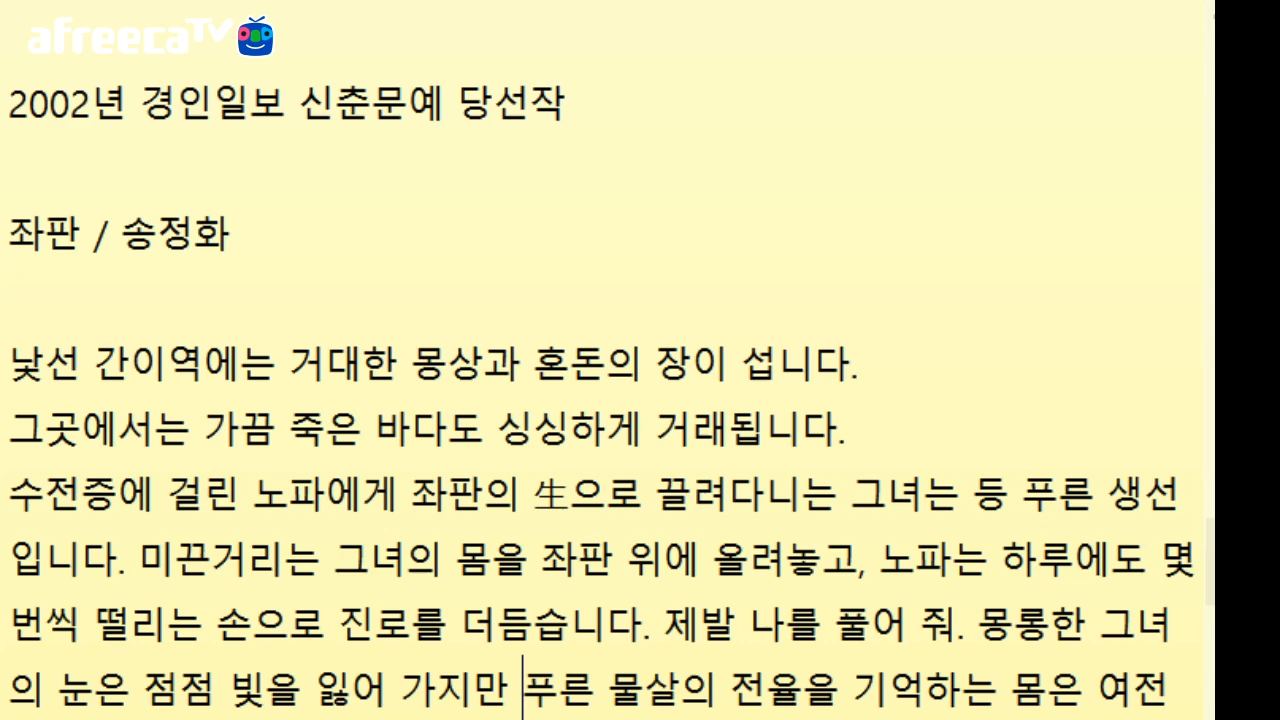 afreecaTV
2002년 경인일보 신춘문예 당선작
좌판 / 송정화
낯선 간이역에는 거대한 몽상과 혼돈의 장이 섭니다.
그곳에서는 가끔 죽은 바다도 싱싱하게 거래됩니다.
수전증에 걸린 노파에게 좌판의 生으로 끌려다니는 그녀는 등 푸른 생선
입니다. 미끈거리는 그녀의 몸을 좌판 위에 올려놓고, 노파는 하루에도 몇
번씩 떨리는 손으로 진로를 더듬습니다. 제발 나를 풀어 줘. 몽롱한 그녀
의 눈은 점점 빛을 잃어 가지만 푸른 물살의 전율을 기억하는 몸은 여전